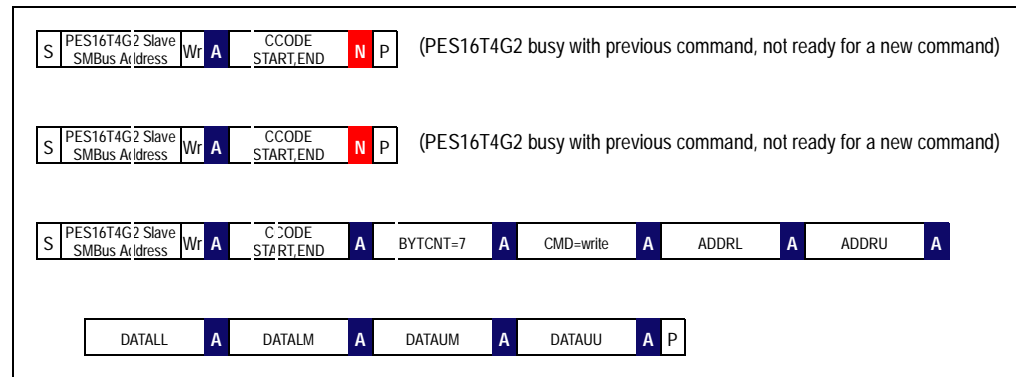 S PES16T4G2 Slave SMBus Address Wr A CCODE START,END N P (PES16T4G2 busy with previous command, not ready for a new command)
S PES16T4G2 Slave SMBus Address Wr A CCODE START,END N P (PES16T4G2 busy with previous command, not ready for a new command)
S PES16T4G2 Slave SMBus Address Wr A CCODE START,END A BYTCNT=7 A CMD=write A ADDRL A ADDRU A
DATALL A DATALM A DATAUM A DATAUU A P